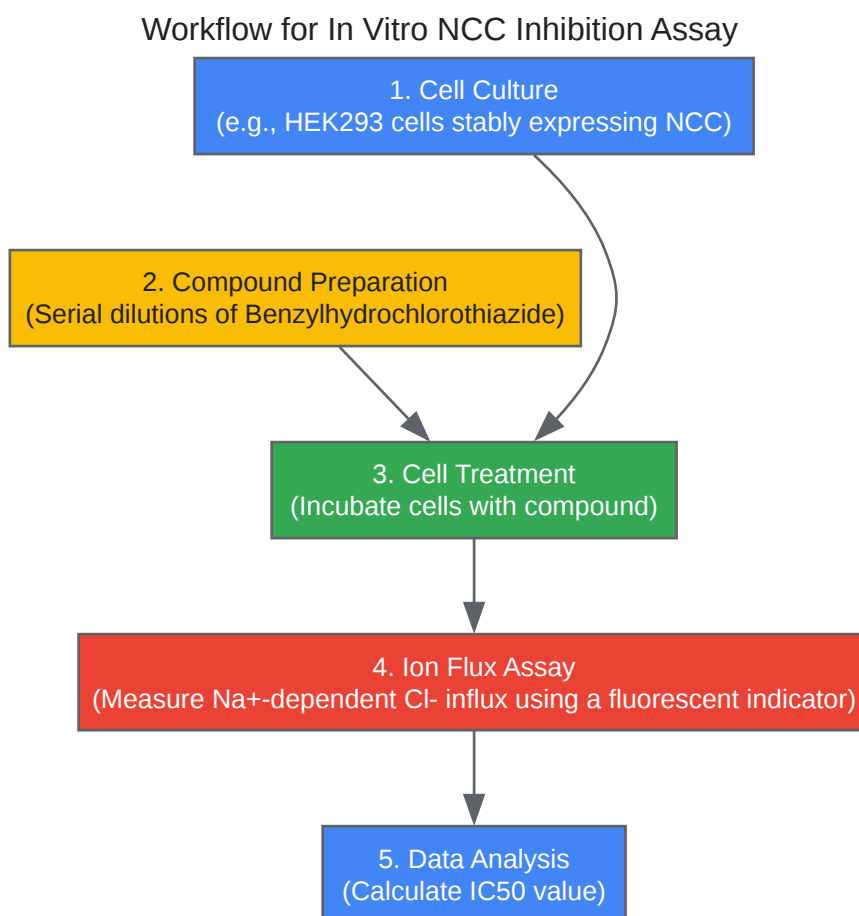 Workflow for In Vitro NCC Inhibition Assay
1. Cell Culture
(e.g., HEK293 cells stably expressing NCC)
2. Compound Preparation
(Serial dilutions of Benzylhydrochlorothiazide)
3. Cell Treatment
(Incubate cells with compound)
4. Ion Flux Assay
(Measure Na+-dependent Cl- influx using a fluorescent indicator)
5. Data Analysis
(Calculate IC50 value)